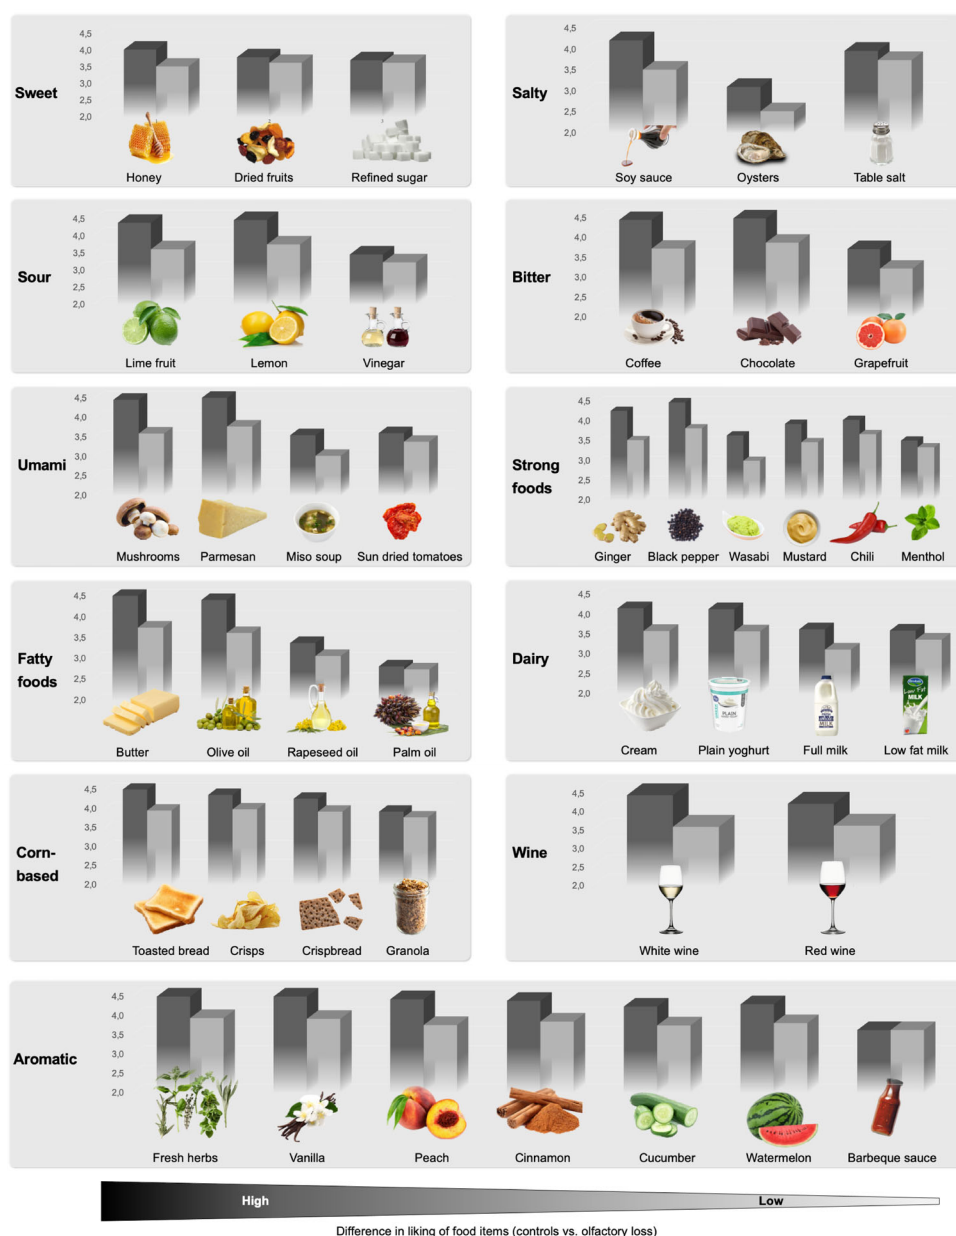 Sweet
4,5
4,0
3,5
3,0
2,5
2,0
Honey
Dried fruits
Refined sugar
Salty
4,5
4,0
3,5
3,0
2,5
2,0
Soy sauce
Oysters
Table salt
Sour
4,5
4,0
3,5
3,0
2,5
2,0
Lime fruit
Lemon
Vinegar
Bitter
4,5
4,0
3,5
3,0
2,5
2,0
Coffee
Chocolate
Grapefruit
Umami
4,5
4,0
3,5
3,0
2,5
2,0
Mushrooms
Parmesan
Miso soup
Sun dried tomatoes
Strong
foods
4,5
4,0
3,5
3,0
2,5
2,0
Ginger
Black pepper
Wasabi
Mustard
Chili
Menthol
Fatty
foods
4,5
4,0
3,5
3,0
2,5
2,0
Butter
Olive oil
Rapeseed oil
Palm oil
Dairy
4,5
4,0
3,5
3,0
2,5
2,0
PLAIN
MILK
Low Fat
MILK
Cream
Plain yoghurt
Full milk
Low fat milk
Corn-
based
4,5
4,0
3,5
3,0
2,5
2,0
Toasted bread
Crisps
Crispbread
Granola
Wine
4,5
4,0
3,5
3,0
2,5
2,0
White wine
Red wine
Aromatic
4,5
4,0
3,5
3,0
2,5
2,0
Fresh herbs
Vanilla
Peach
Cinnamon
Cucumber
Watermelon
Barbeque sauce
High
Low
Difference in liking of food items (controls vs. olfactory loss)